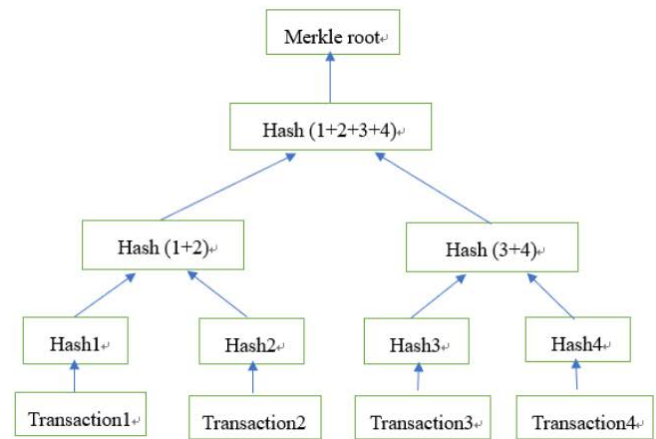 Merkle root
Hash (1+2+3+4)
Hash (1+2)
Hash (3+4)
Hash1
Hash2
Hash3
Hash4
Transaction1
Transaction2
Transaction3
Transaction4